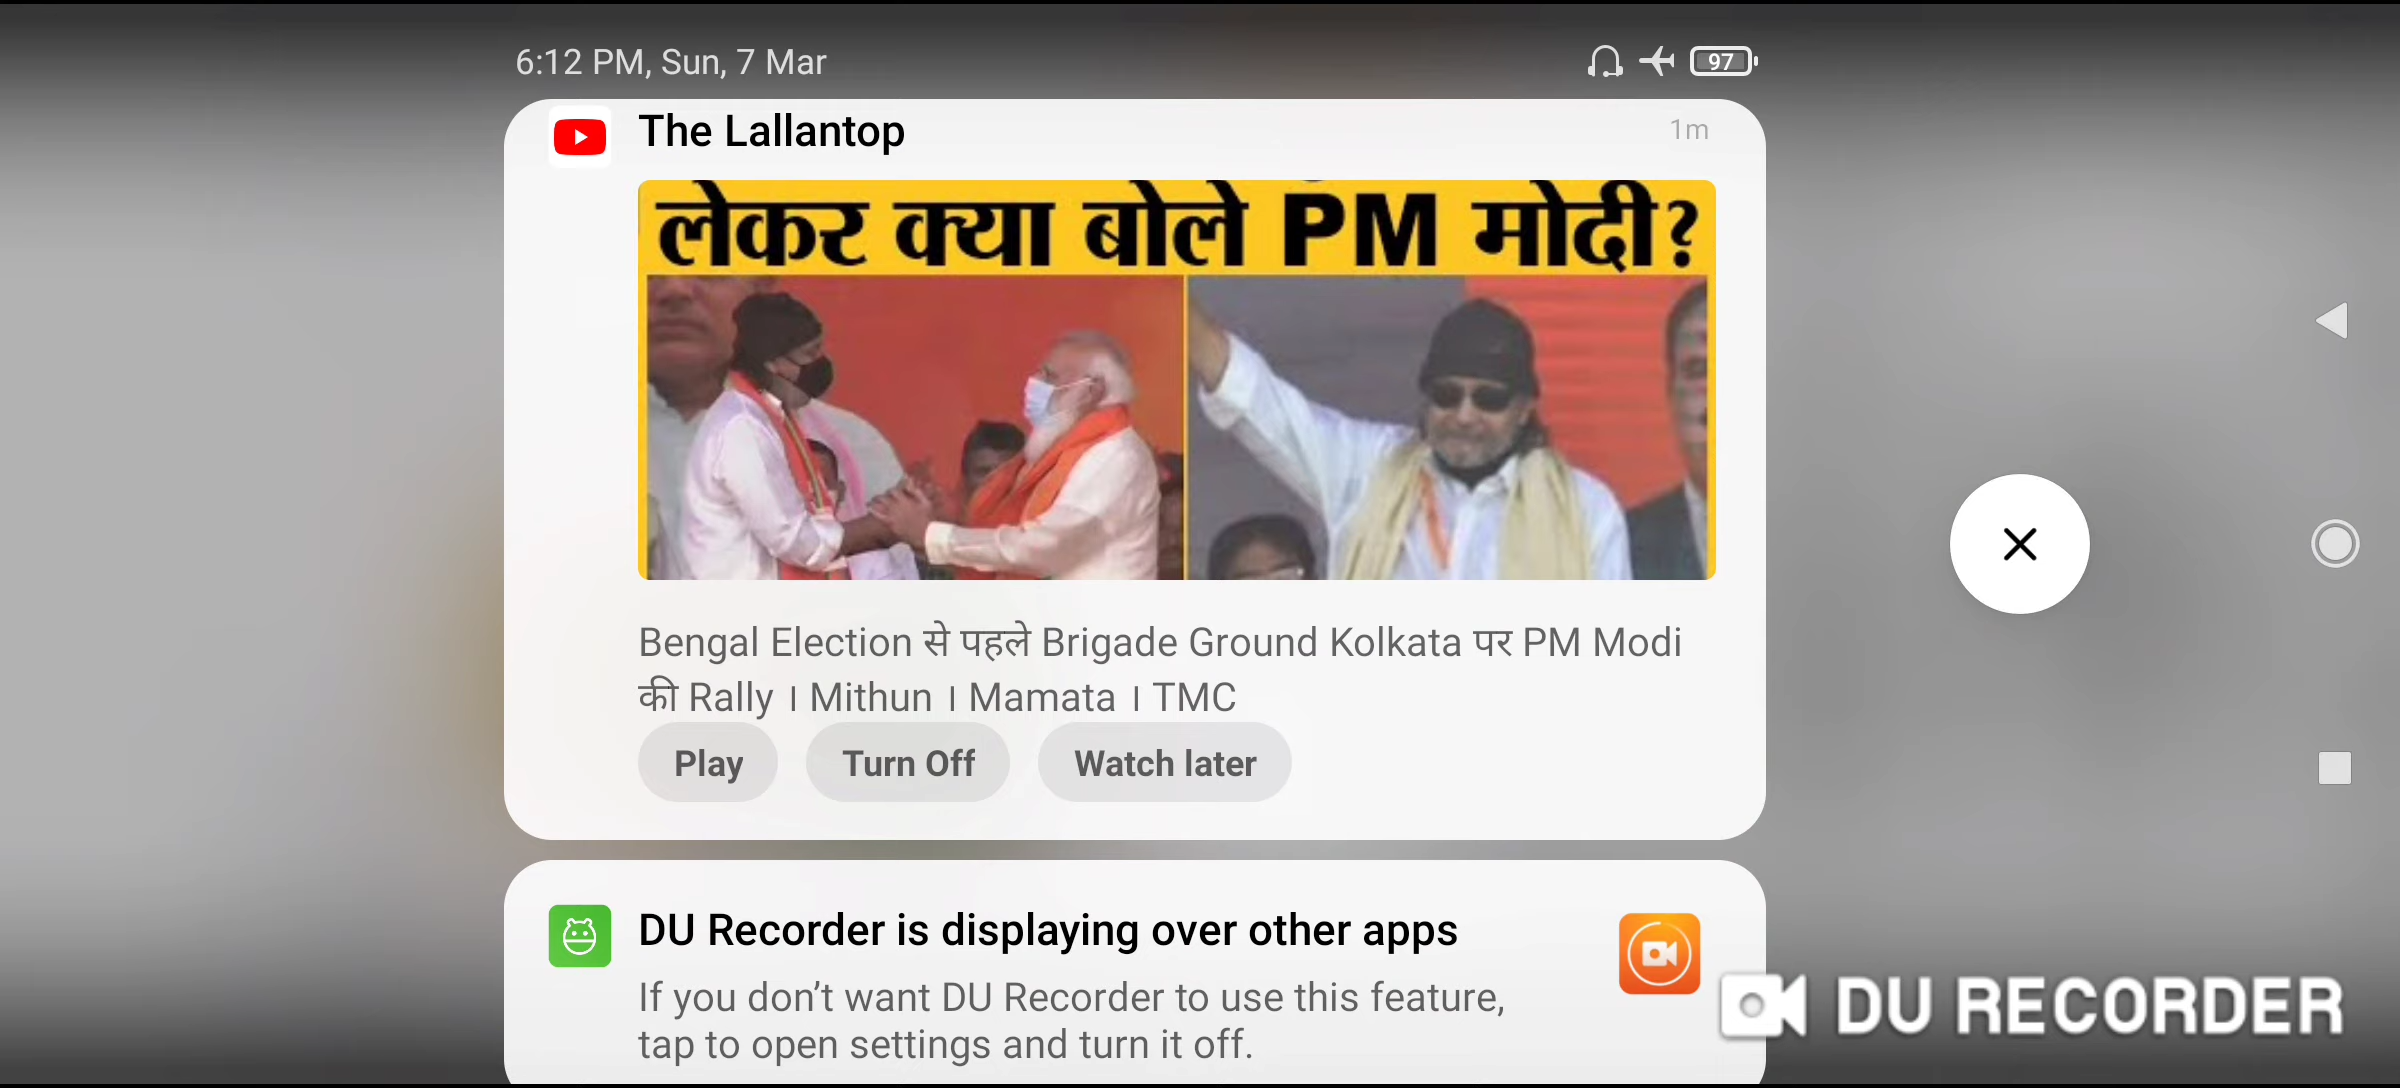 6:12 PM, Sun, 7 Mar
97
The Lallantop
1m
लेकर क्या बोले PM मोदी?
Bengal Election से पहले Brigade Ground Kolkata पर PM Modi
की Rally । Mithun । Mamata । TMC
Play
Turn Off
Watch later
DU Recorder is displaying over other apps
If you don’t want DU Recorder to use this feature,
tap to open settings and turn it off.
DU RECORDER